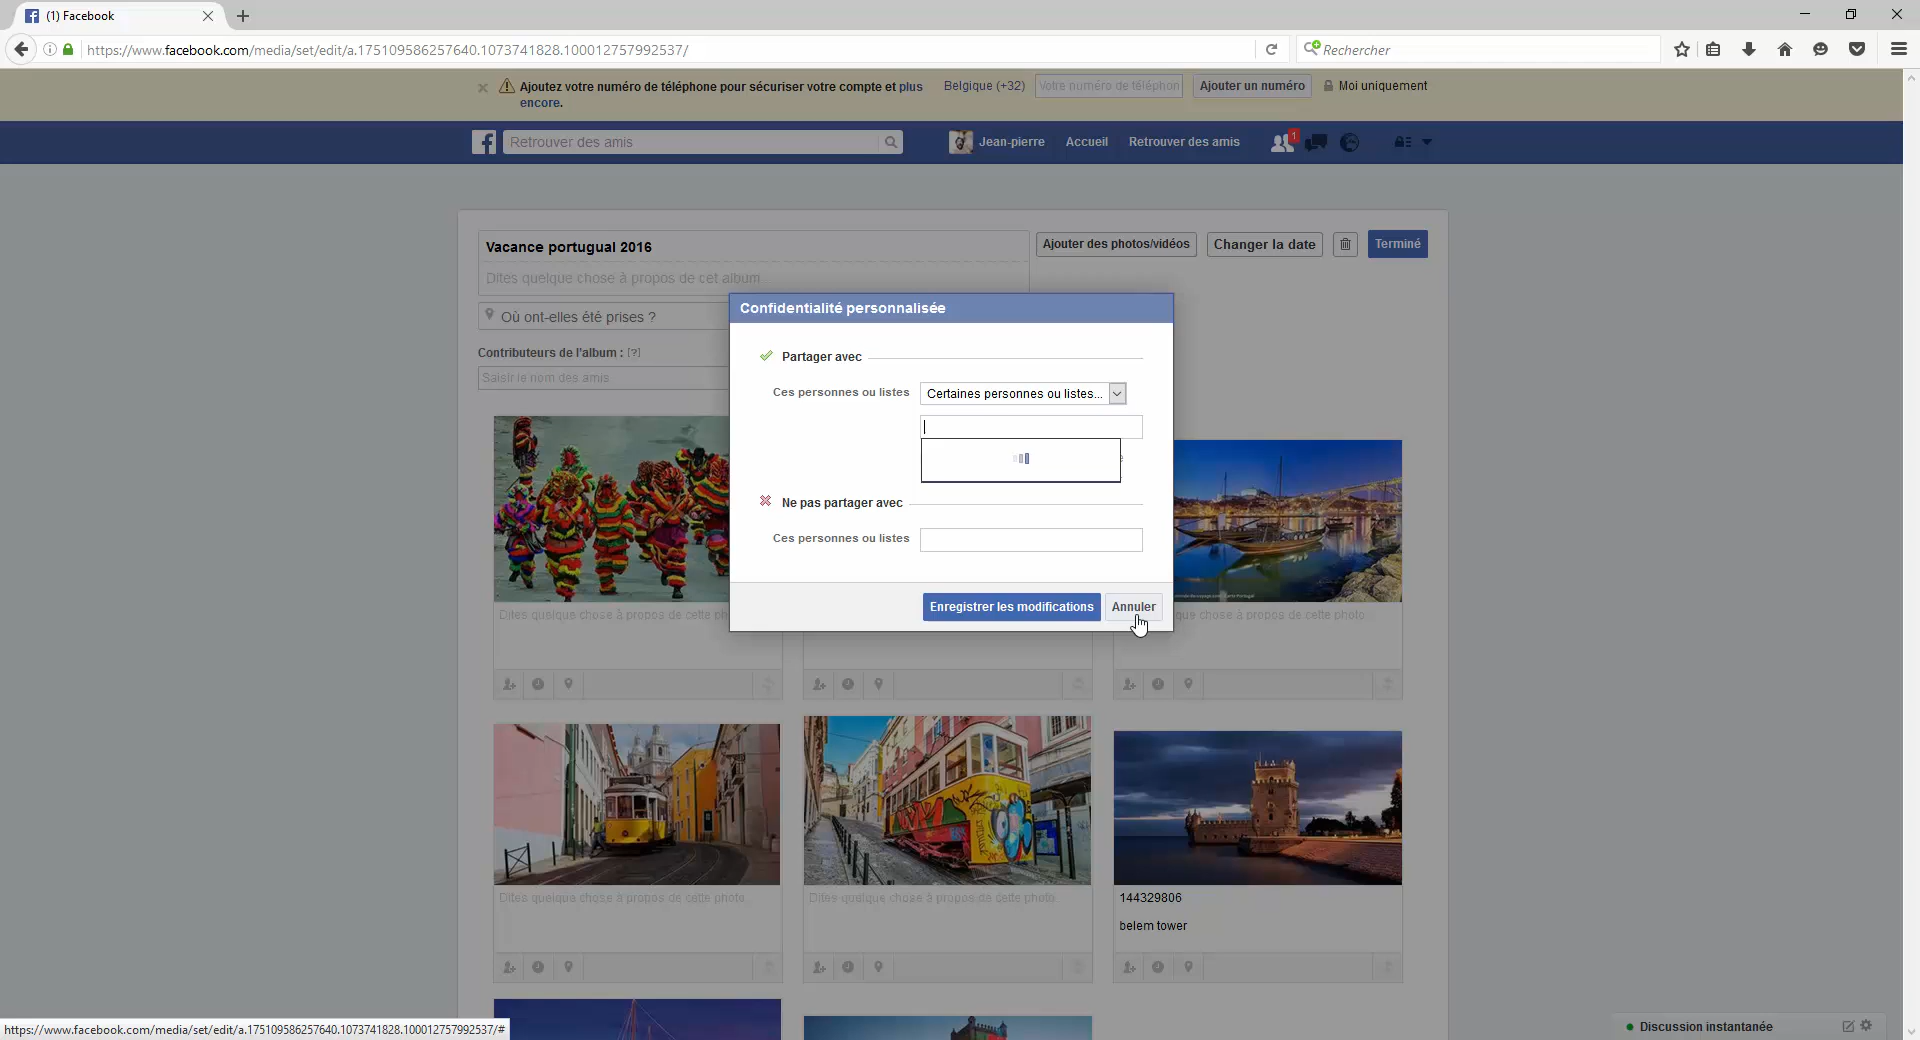 (1) Facebook
https://www.facebook.com/media/set/edit/a.175109586257640.1073741828.100012757992537/
Rechercher
Ajoutez votre numéro de téléphone pour sécuriser votre compte et plus
encore.
Belgique (+32)
Votre numéro de téléphon
Ajouter un numéro
Moi uniquement
Retrouver des amis
Jean-pierre
Accueil
Retrouver des amis
1
Vacance portugual 2016
Dites quelque chose à propos de cet album
Ajouter des photos/vidéos
Changer la date
Terminé
Où ont-elles été prises ?
Contributeurs de l'album : [?]
Saisir le nom des amis
Confidentialité personnalisée
Partager avec
Ces personnes ou listes
Certaines personnes ou listes...
Ne pas partager avec
Ces personnes ou listes
Enregistrer les modifications
Annuler
Dites quelque chose à propos de cette ph
que chose à propos de cette photo
Dites quelque chose à propos de cette photo
Dites quelque chose à propos de cette photo
144329806
belem tower
https://www.facebook.com/media/set/edit/a.175109586257640.1073741828.100012757992537/#
Discussion instantanée